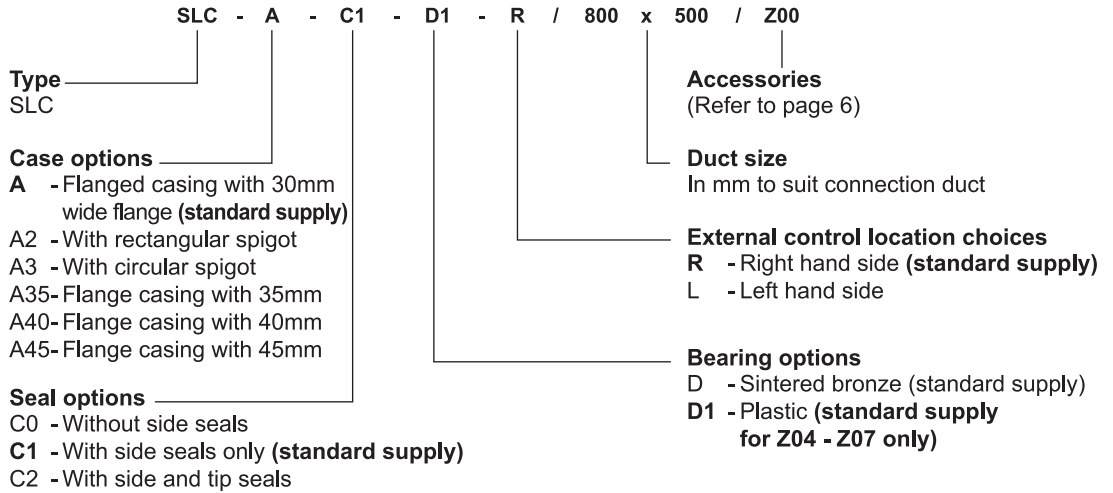 SLC - A - C1 - D1 - R / 800 x 500 / Z00
Type
SLC
Case options
A - Flanged casing with 30mm
wide flange (standard supply)
A2 - With rectangular spigot
A3 - With circular spigot
A35- Flange casing with 35mm
A40- Flange casing with 40mm
A45- Flange casing with 45mm
Seal options
C0 - Without side seals
C1 - With side seals only (standard supply)
C2 - With side and tip seals
Accessories
(Refer to page 6)
Duct size
In mm to suit connection duct
External control location choices
R - Right hand side (standard supply)
L - Left hand side
Bearing options
D - Sintered bronze (standard supply)
D1 - Plastic (standard supply
for Z04 - Z07 only)